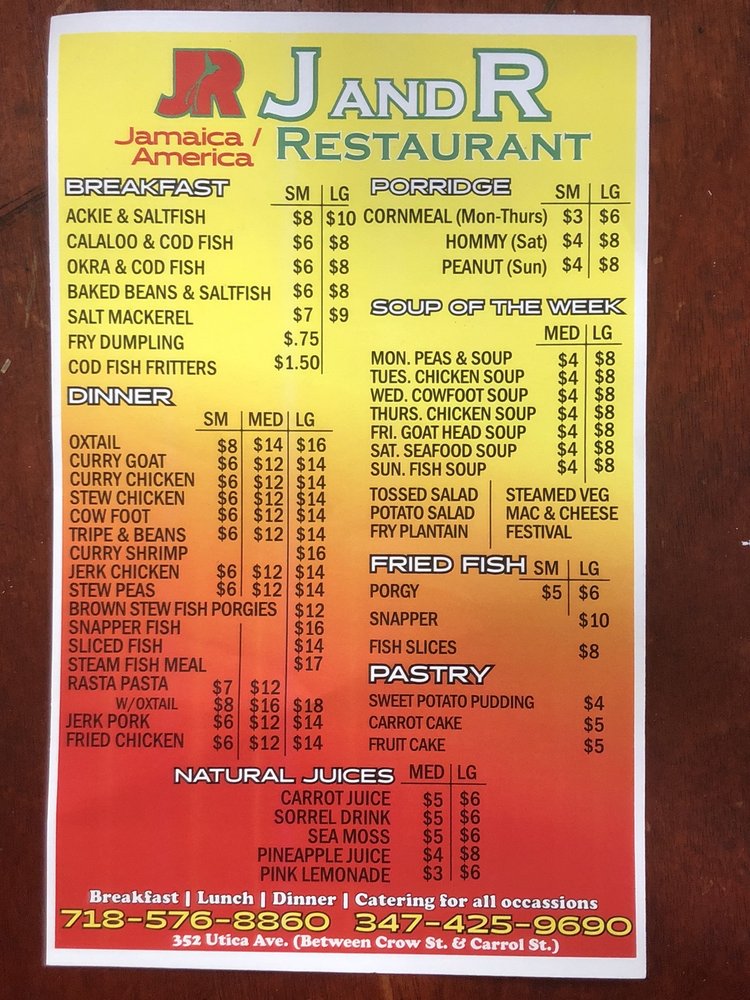 JR J AND R
Jamaica / America RESTAURANT
BREAKFAST SM LG
ACKIE & SALTFISH $8 $10
CALALOO & COD FISH $6 $8
OKRA & COD FISH $6 $8
BAKED BEANS & SALTFISH $6 $8
SALT MACKEREL $7 $9
FRY DUMPLING $.75
COD FISH FRITTERS $1.50
DINNER
SM MED LG
OXTAIL $8 $14 $16
CURRY GOAT $6 $12 $14
CURRY CHICKEN $6 $12 $14
STEW CHICKEN $6 $12 $14
COW FOOT $6 $12 $14
TRIPE & BEANS $6 $12 $14
CURRY SHRIMP $16
JERK CHICKEN $6 $12 $14
STEW PEAS $6 $12 $14
BROWN STEW FISH PORGIES $12
SNAPPER FISH $16
SLICED FISH $14
STEAM FISH MEAL $17
RASTA PASTA $7 $12
W/OXTAIL $8 $16 $18
JERK PORK $6 $12 $14
FRIED CHICKEN $6 $12 $14
PORRIDGE SM LG
CORNMEAL (Mon-Thurs) $3 $6
HOMMY (Sat) $4 $8
PEANUT (Sun) $4 $8
SOUP OF THE WEEK
MED LG
MON. PEAS & SOUP $4 $8
TUES. CHICKEN SOUP $4 $8
WED. COWFOOT SOUP $4 $8
THURS. CHICKEN SOUP $4 $8
FRI. GOAT HEAD SOUP $4 $8
SAT. SEAFOOD SOUP $4 $8
SUN. FISH SOUP $4 $8
TOSSED SALAD STEAMED VEG
POTATO SALAD MAC & CHEESE
FRY PLANTAIN FESTIVAL
FRIED FISH SM LG
PORGY $5 $6
SNAPPER $10
FISH SLICES $8
PASTRY
SWEET POTATO PUDDING $4
CARROT CAKE $5
FRUIT CAKE $5
NATURAL JUICES MED LG
CARROT JUICE $5 $6
SORREL DRINK $5 $6
SEA MOSS $5 $6
PINEAPPLE JUICE $4 $8
PINK LEMONADE $3 $6
Breakfast | Lunch | Dinner | Catering for all occassions
718-576-8860 347-425-9690
352 Utica Ave. (Between Crow St. & Carrol St.)